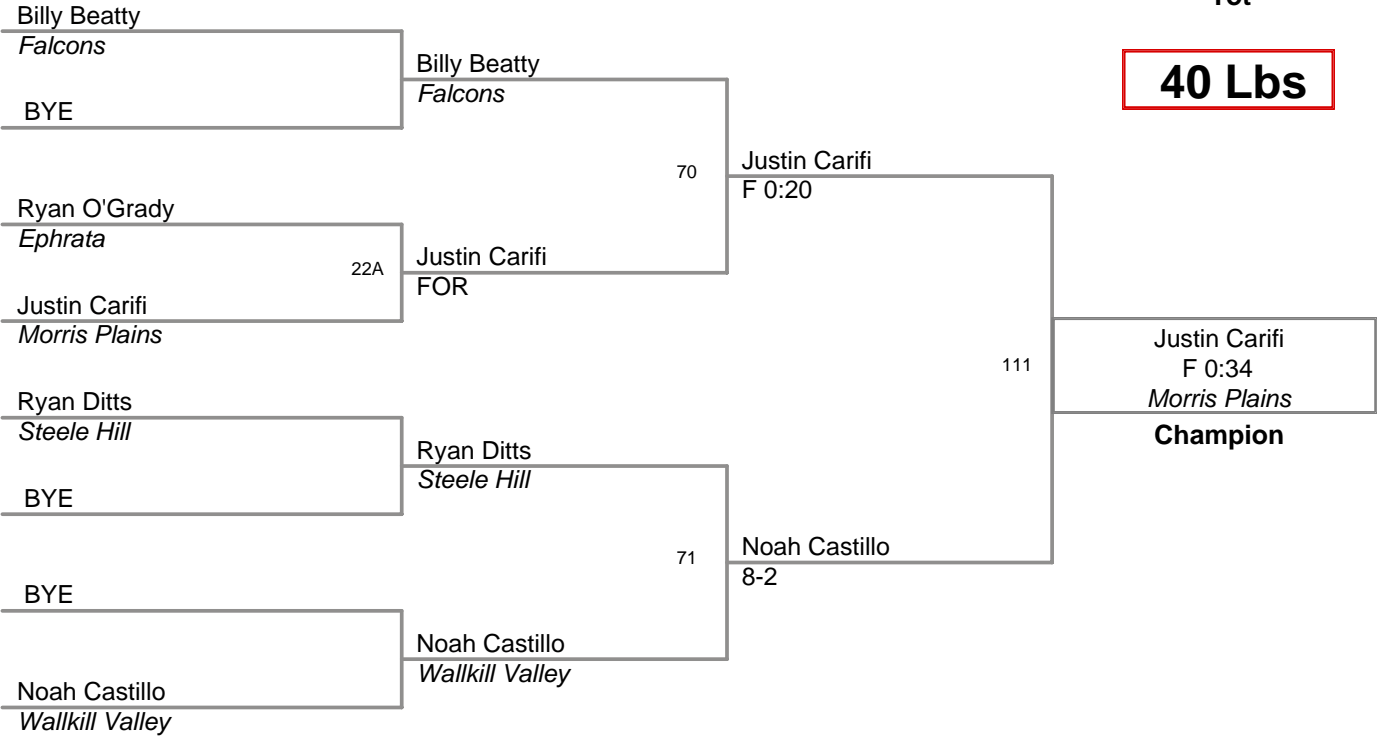 Billy Beatty
Falcons
BYE
Ryan O'Grady
Ephrata
22A
Justin Carifi
Morris Plains
Ryan Ditts
Steele Hill
BYE
BYE
Noah Castillo
Wallkill Valley
Billy Beatty
Falcons
70
Justin Carifi
FOR
Ryan Ditts
Steele Hill
71
Noah Castillo
Wallkill Valley
Justin Carifi
F 0:20
111
Noah Castillo
8-2
40 Lbs
Justin Carifi
F 0:34
Morris Plains
Champion